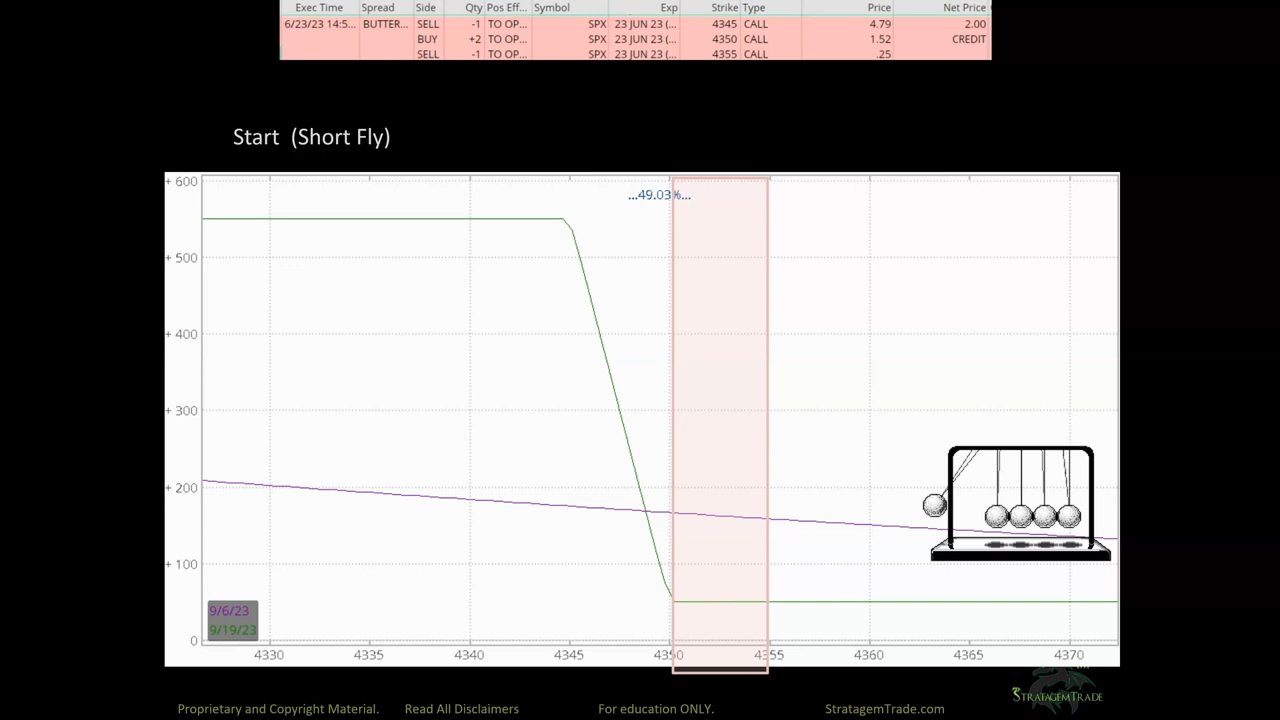 Exec Time Spread Side Qty Pos Eff... Symbol Exp Strike Type Price Net Price
6/23/23 14:5... BUTTER... SELL -1 TO OP... SPX 23 JUN 23 (... 4345 CALL 4.79 2.00
BUY +2 TO OP... SPX 23 JUN 23 (... 4350 CALL 1.52 CREDIT
SELL -1 TO OP... SPX 23 JUN 23 (... 4355 CALL .25
Start (Short Fly)
+ 600
...49.03%...
+ 500
+ 400
+ 300
+ 200
+ 100
9/6/23
9/19/23
0
4330 4335 4340 4345 4350 4355 4360 4365 4370
STRATAGEMTRADE
Proprietary and Copyright Material. Read All Disclaimers For education ONLY. StratagemTrade.com